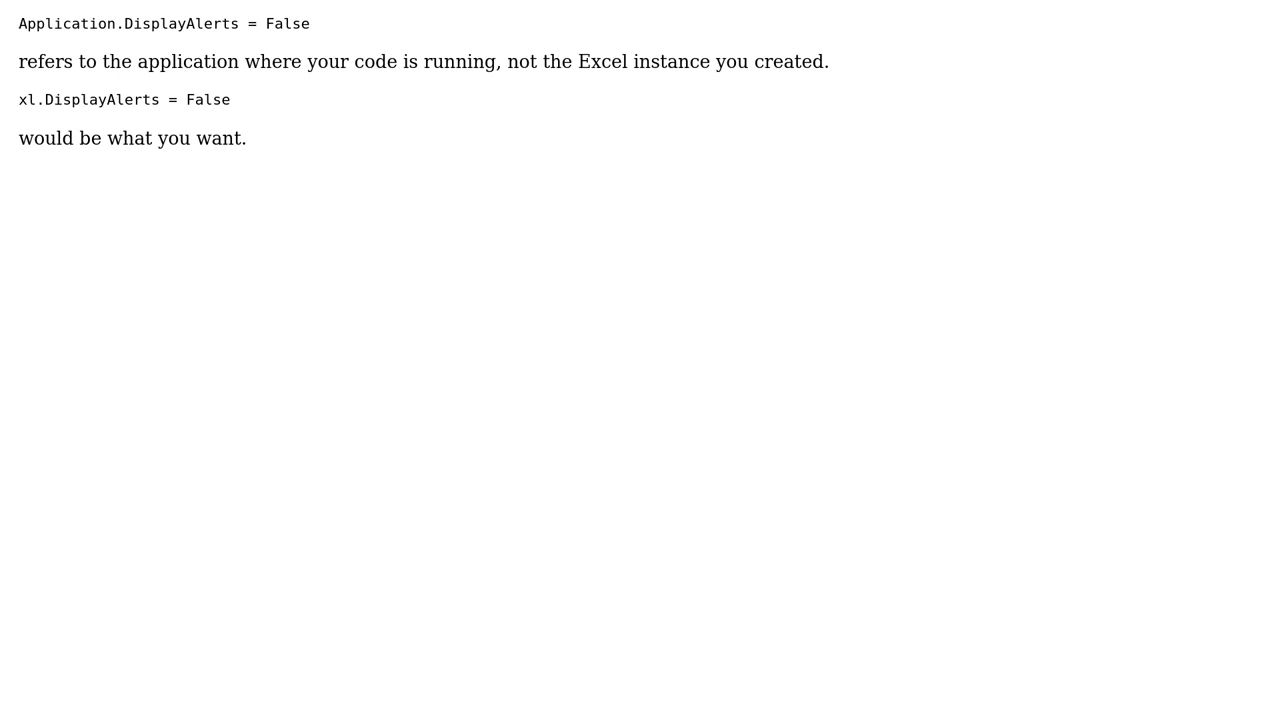 Application.DisplayAlerts = False
refers to the application where your code is running, not the Excel instance you created.
xl.DisplayAlerts = False
would be what you want.